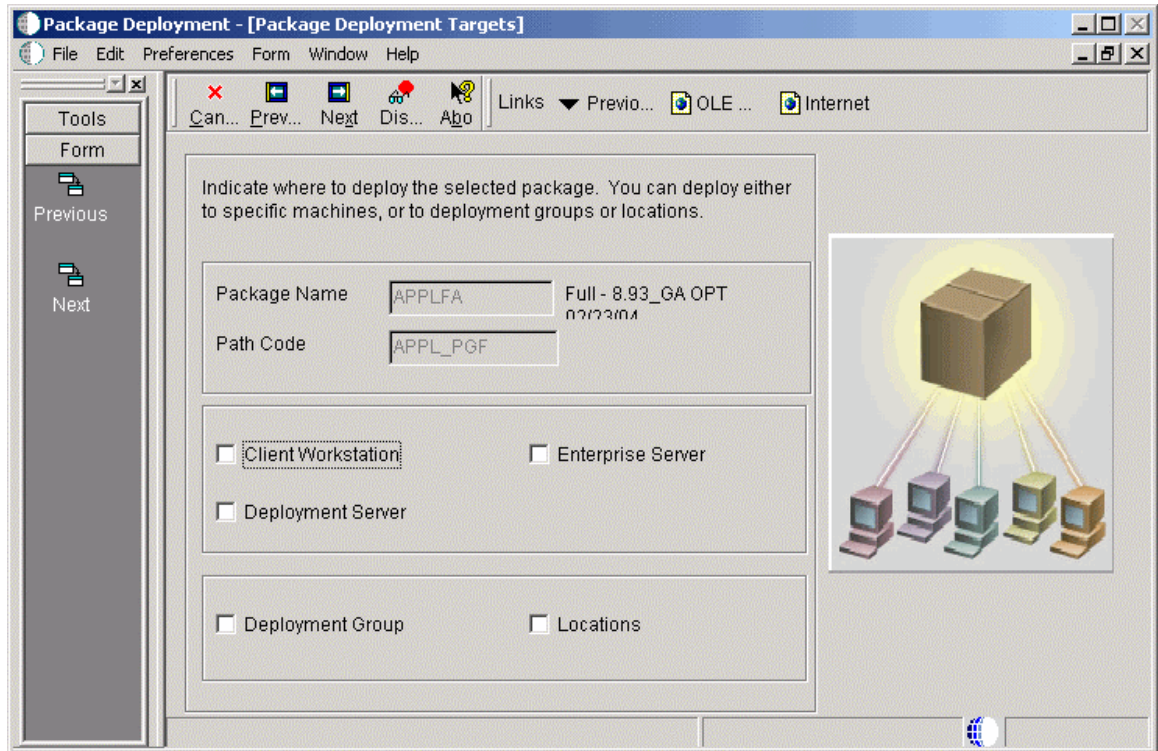 Package Deployment - [Package Deployment Targets]
File Edit Preferences Form Window Help
Tools
Form
Previous
Next
Can... Prev... Next Dis... Abo
Links Previo... OLE ... Internet
Indicate where to deploy the selected package. You can deploy either
to specific machines, or to deployment groups or locations.
Package Name APPLFA Full - 8.93_GA OPT
02/23/04
Path Code APPL_PGF
Client Workstation Enterprise Server
Deployment Server
Deployment Group Locations